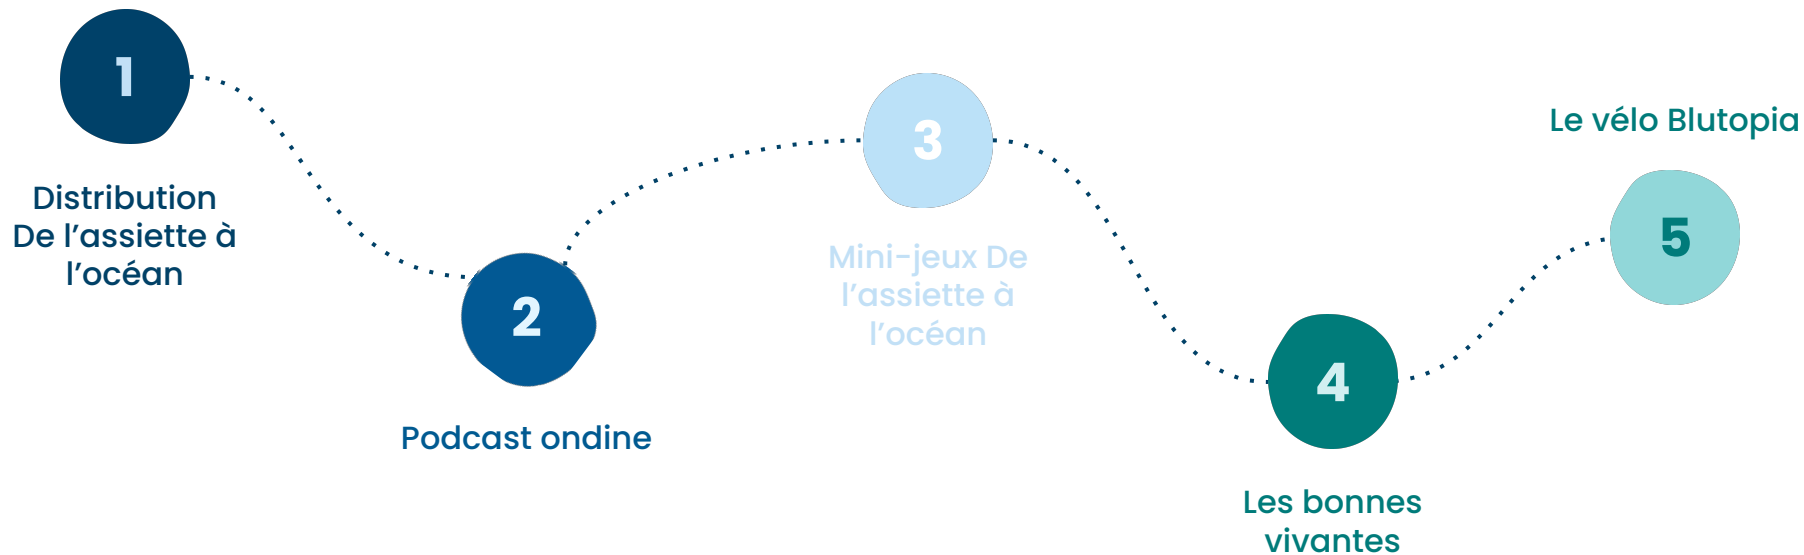 1
Distribution
De l'assiette à
l'océan
2
Podcast ondine
3
Mini-jeux De
l'assiette à
l'océan
4
Les bonnes
vivantes
Le vélo Blutopia
5